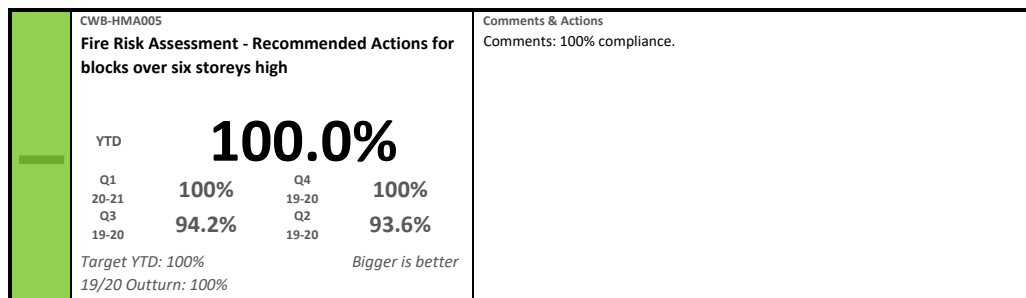 CWB-HMA005
Fire Risk Assessment - Recommended Actions for
blocks over six storeys high
YTD 100.0%
Q1
20-21 100% Q4
19-20 100%
Q3
19-20 94.2% Q2
19-20 93.6%
Target YTD: 100% Bigger is better
19/20 Outturn: 100%
Comments & Actions
Comments: 100% compliance.